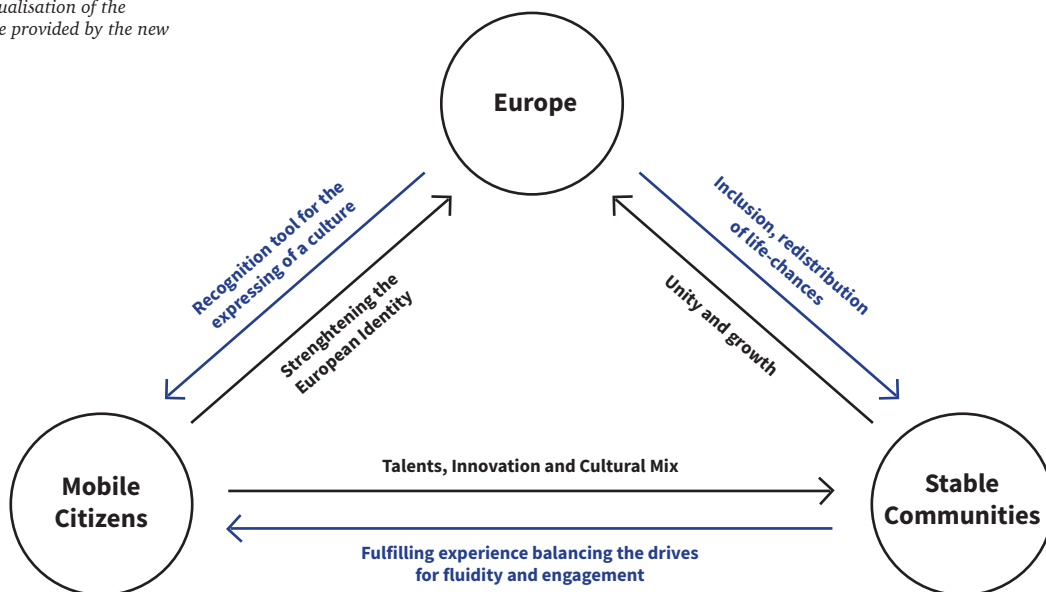 ualisation of the
e provided by the new
Europe
Recognition tool for the
expressing of a culture
Strenghtening the
European Identity
Inclusion, redistribution
of life-chances
Unity and growth
Mobile
Citizens
Talents, Innovation and Cultural Mix
Stable
Communities
Fulfilling experience balancing the drives
for fluidity and engagement